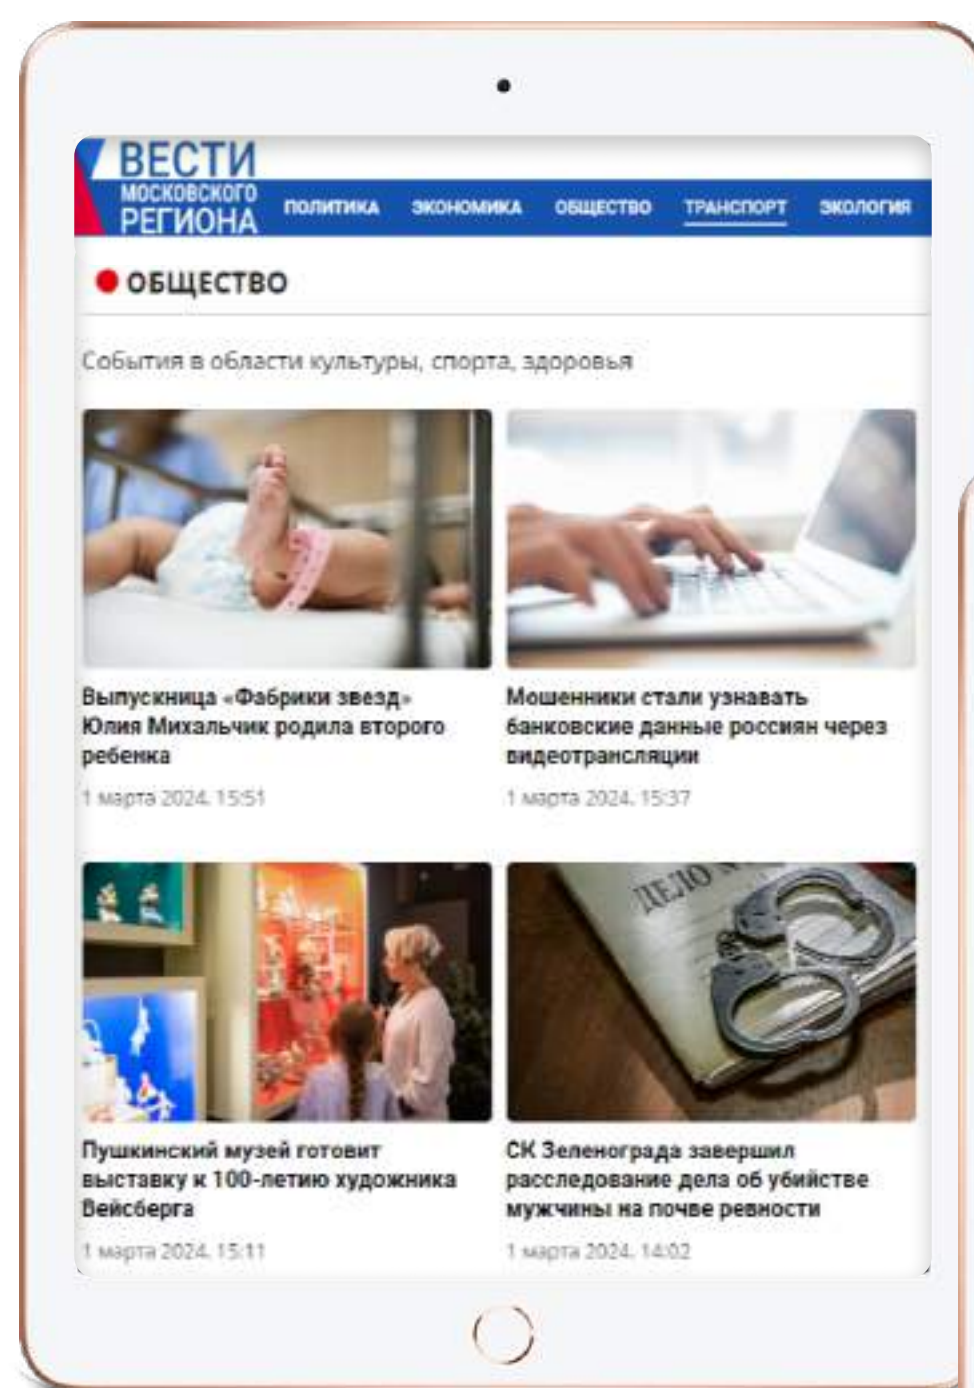 ВЕСТИ
МОСКОВСКОГО
РЕГИОНА
ПОЛИТИКА ЭКОНОМИКА ОБЩЕСТВО ТРАНСПОРТ ЭКОЛОГИЯ
ОБЩЕСТВО
События в области культуры, спорта, здоровья
Выпускница «Фабрики звезд»
Юлия Михальчик родила второго
ребенка
1 марта 2024, 15:51
Мошенники стали узнавать
банковские данные россиян через
видеотрансляции
1 марта 2024, 15:37
ДЕЛО
Пушкинский музей готовит
выставку к 100-летию художника
Вейсберга
1 марта 2024, 15:11
СК Зеленограда завершил
расследование дела об убийстве
мужчины на почве ревности
1 марта 2024, 14:02